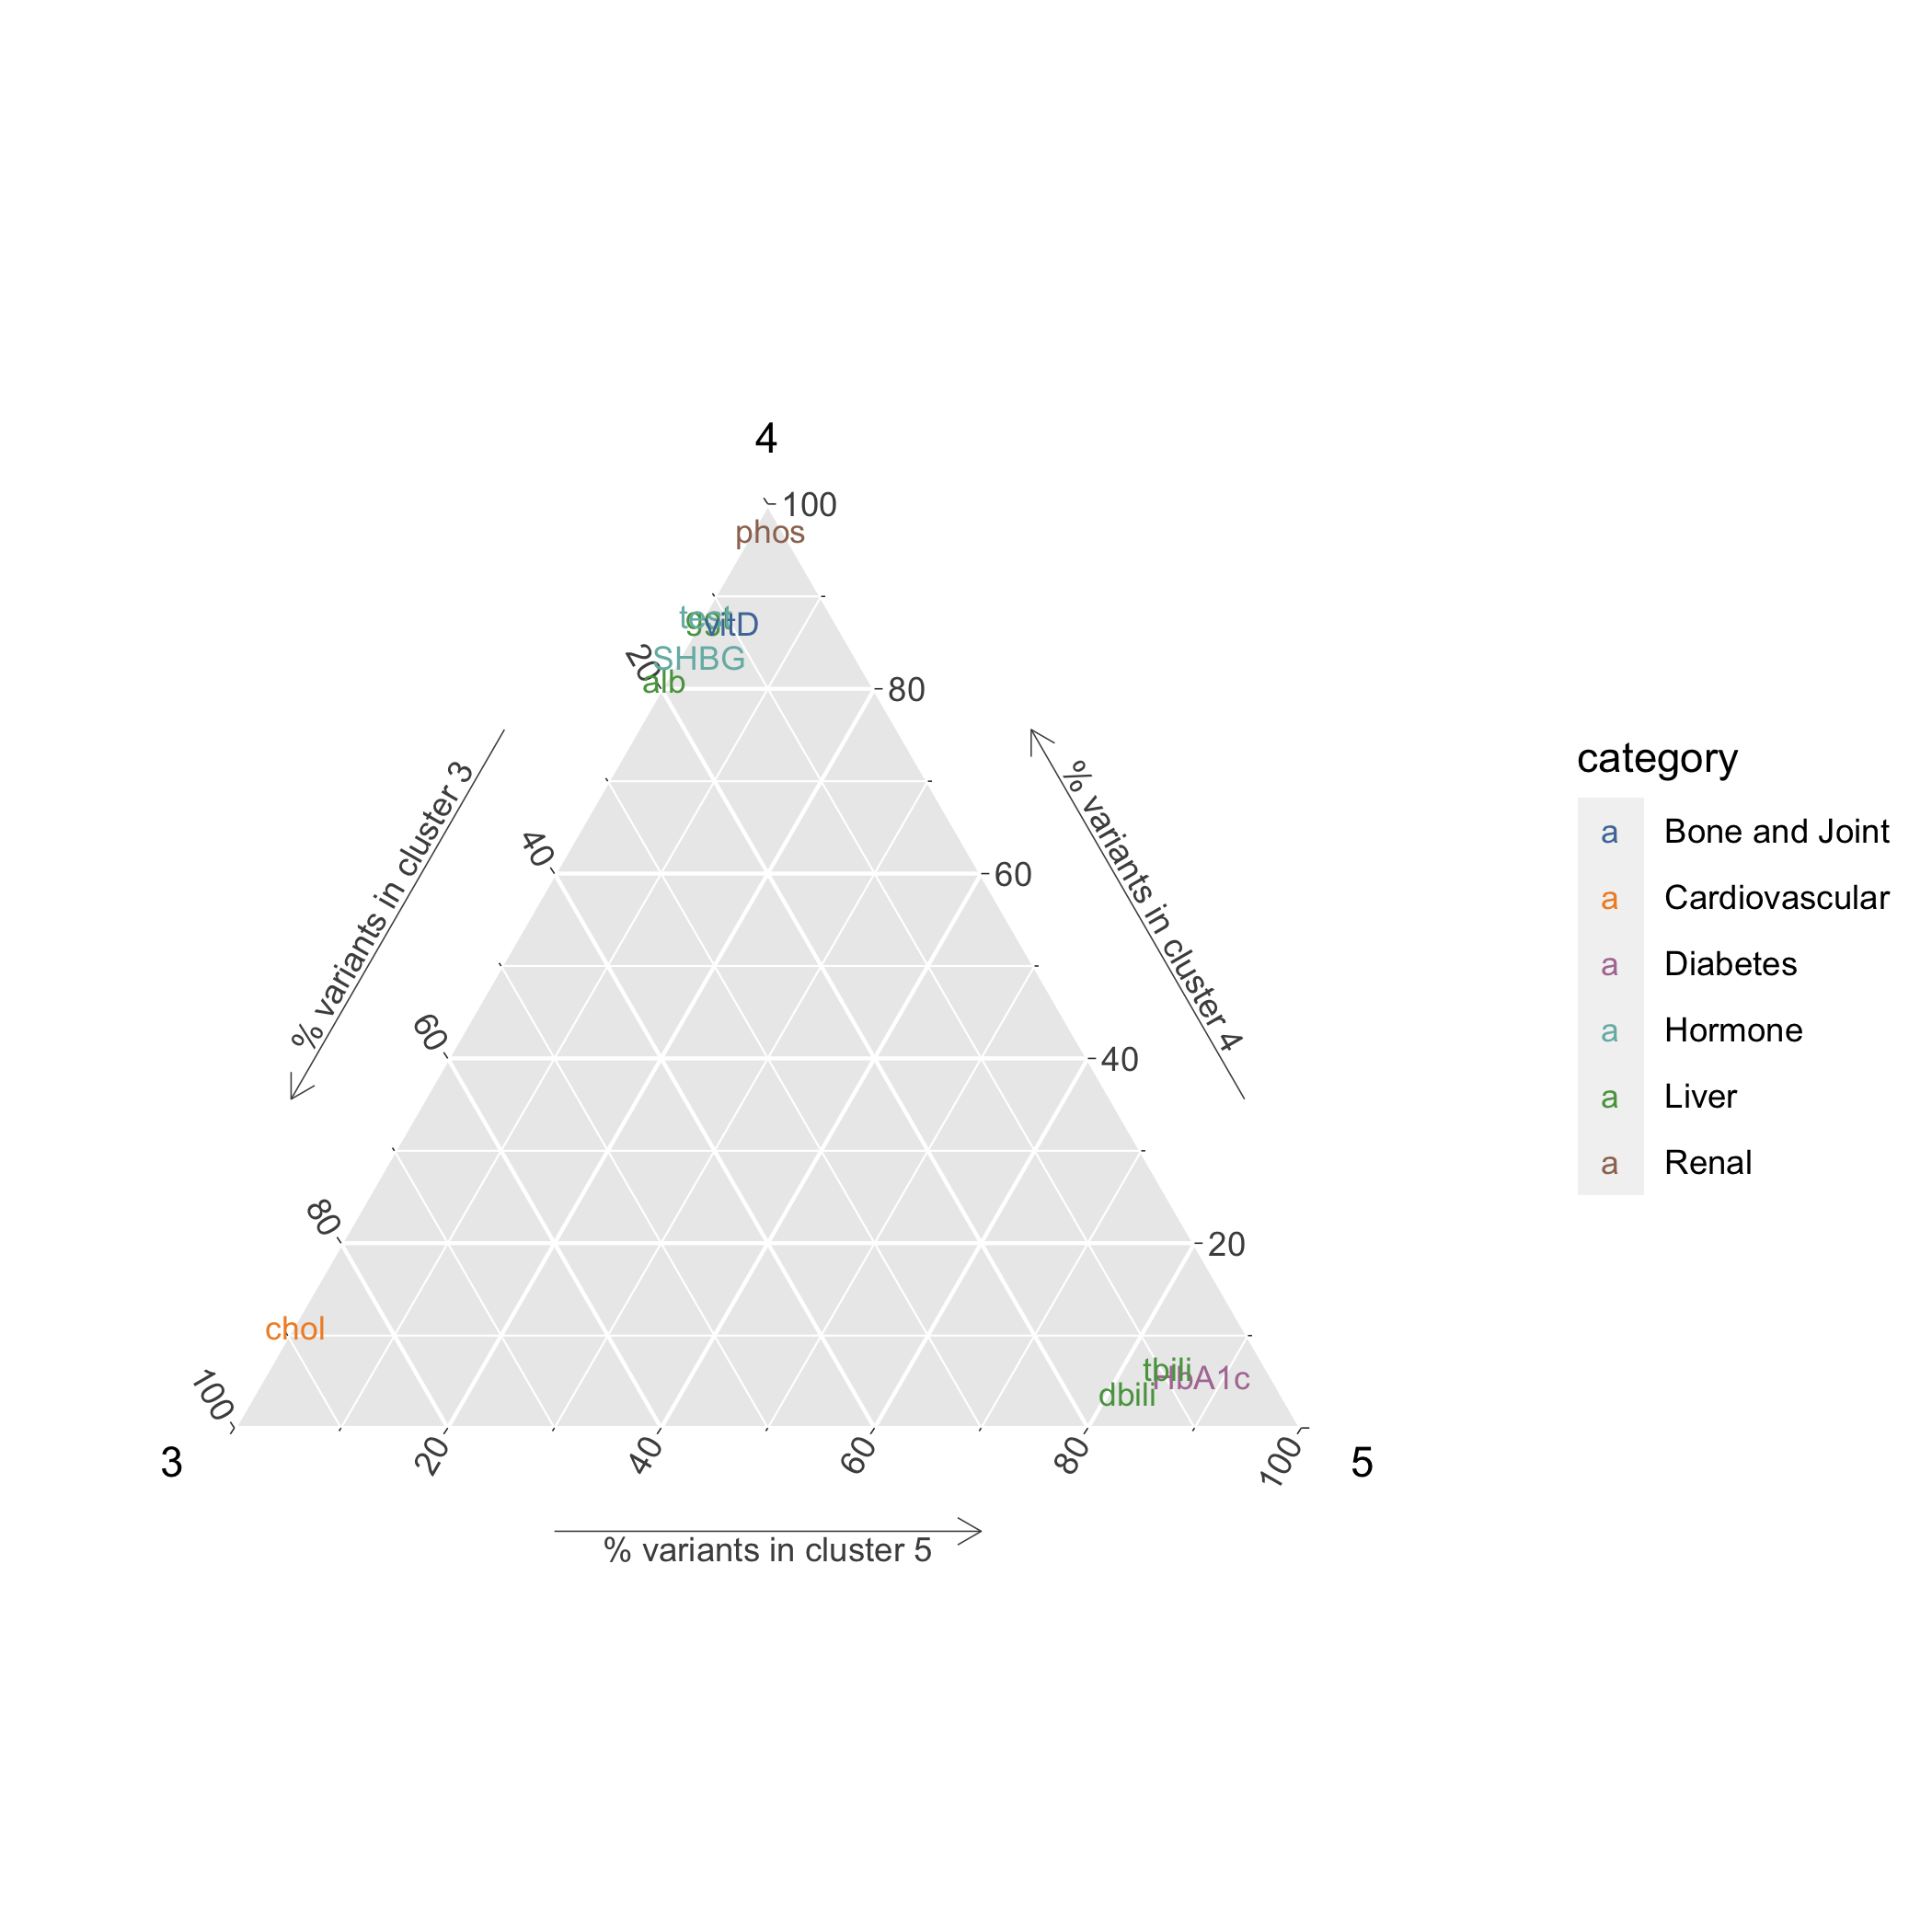 4
100
phos
test
vitD
SHBG
20
alb
80
% variants in cluster 3
% variants in cluster 4
40
60
60
40
80
20
chol
tbili
HbA1c
dbili
100
3
20
40
60
80
100
5
% variants in cluster 5
category
a Bone and Joint
a Cardiovascular
a Diabetes
a Hormone
a Liver
a Renal